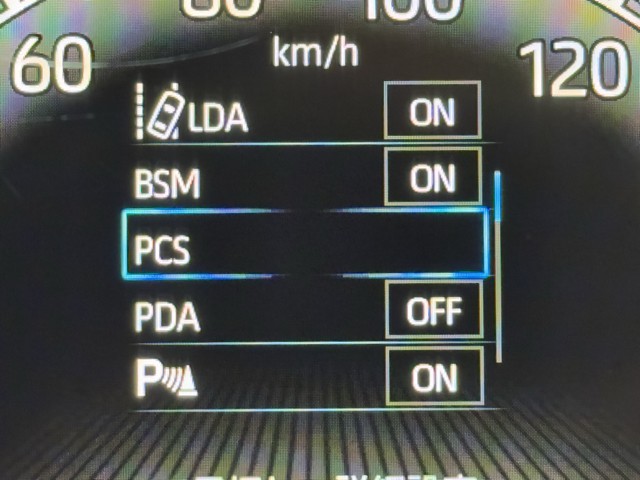 80 100
60 km/h 120
LDA ON
BSM ON
PCS
PDA OFF
P ON